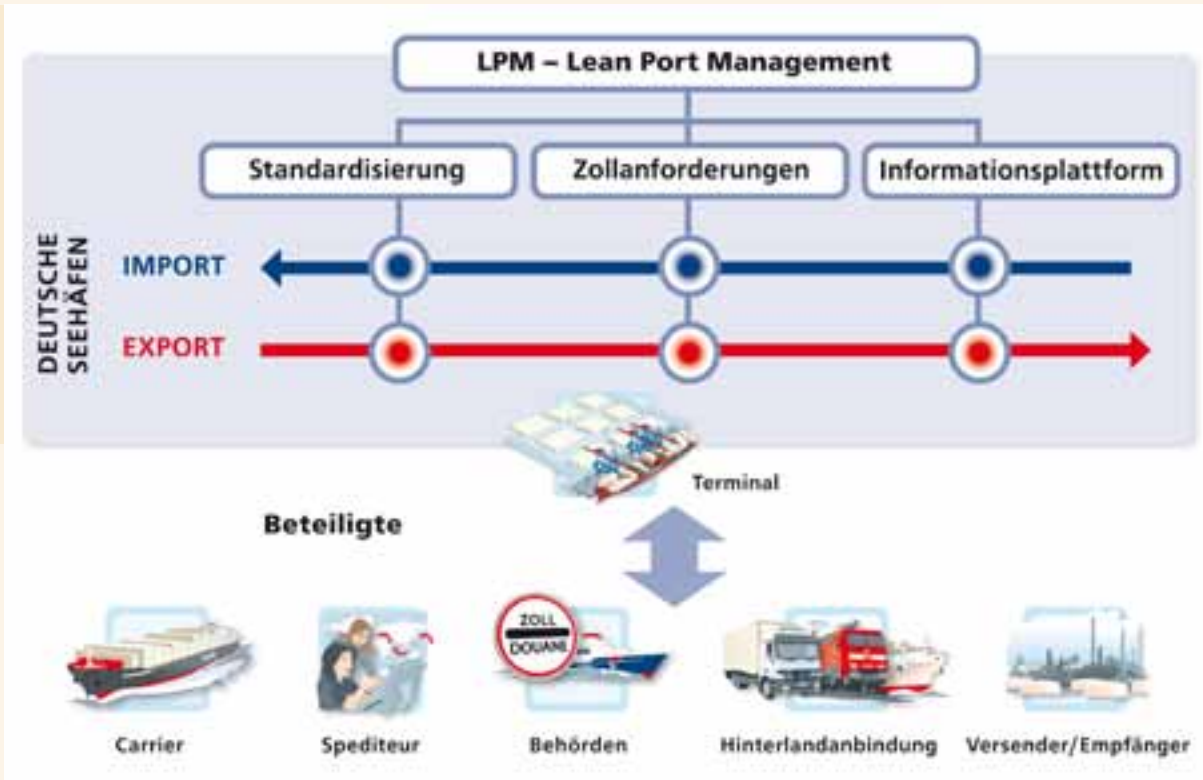 LPM – Lean Port Management
Standardisierung
Zollanforderungen
Informationsplattform
DEUTSCHE
SEEHÄFEN
IMPORT
EXPORT
Terminal
Beteiligte
ZOLL
DOUANE
Carrier
Spediteur
Behörden
Hinterlandanbindung
Versender/Empfänger